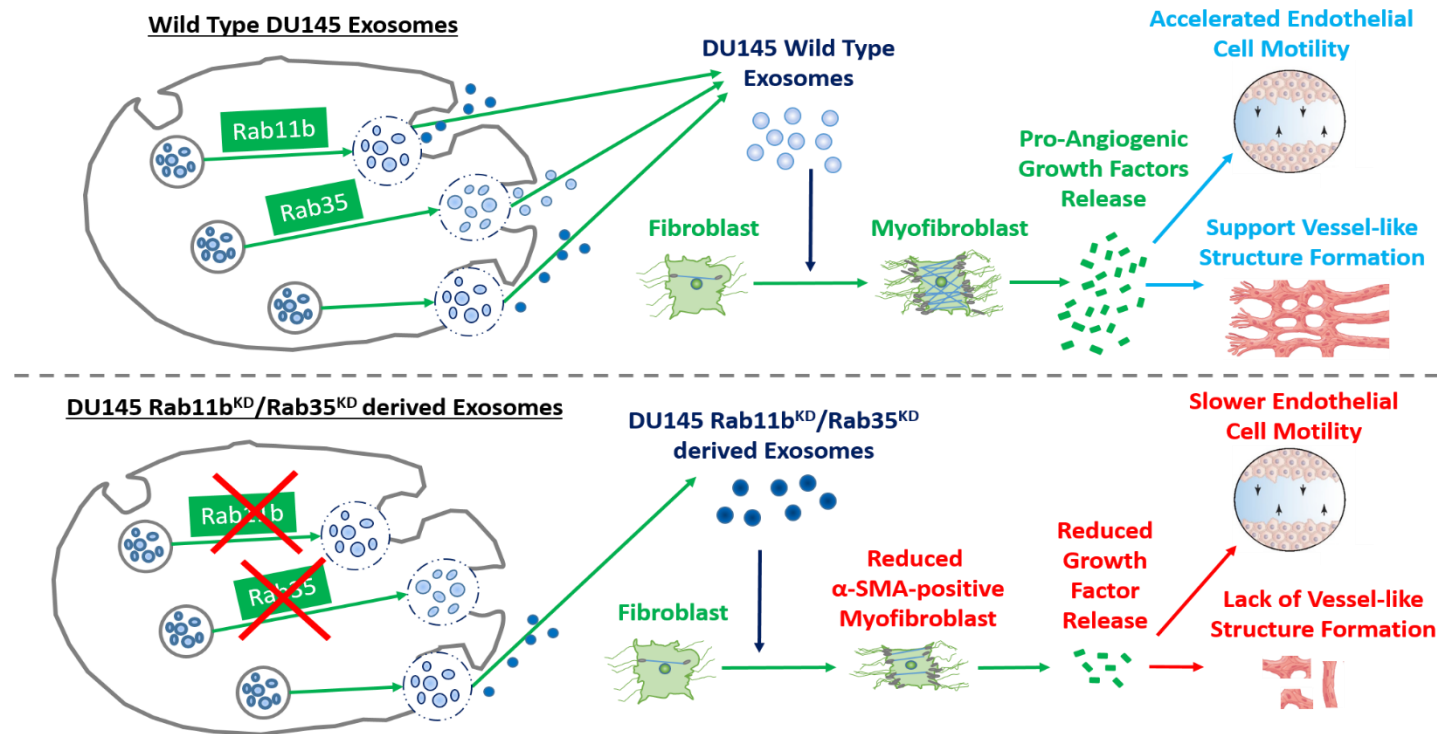 Wild Type DU145 Exosomes
Rab11b
Rab35
DU145 Wild Type
Exosomes
Fibroblast
Myofibroblast
Pro-Angiogenic
Growth Factors
Release
Accelerated Endothelial
Cell Motility
Support Vessel-like
Structure Formation
DU145 Rab11bᴷᴰ/Rab35ᴷᴰ derived Exosomes
Rab11b
Rab35
DU145 Rab11bᴷᴰ/Rab35ᴷᴰ
derived Exosomes
Fibroblast
Reduced
α-SMA-positive
Myofibroblast
Reduced
Growth
Factor
Release
Slower Endothelial
Cell Motility
Lack of Vessel-like
Structure Formation